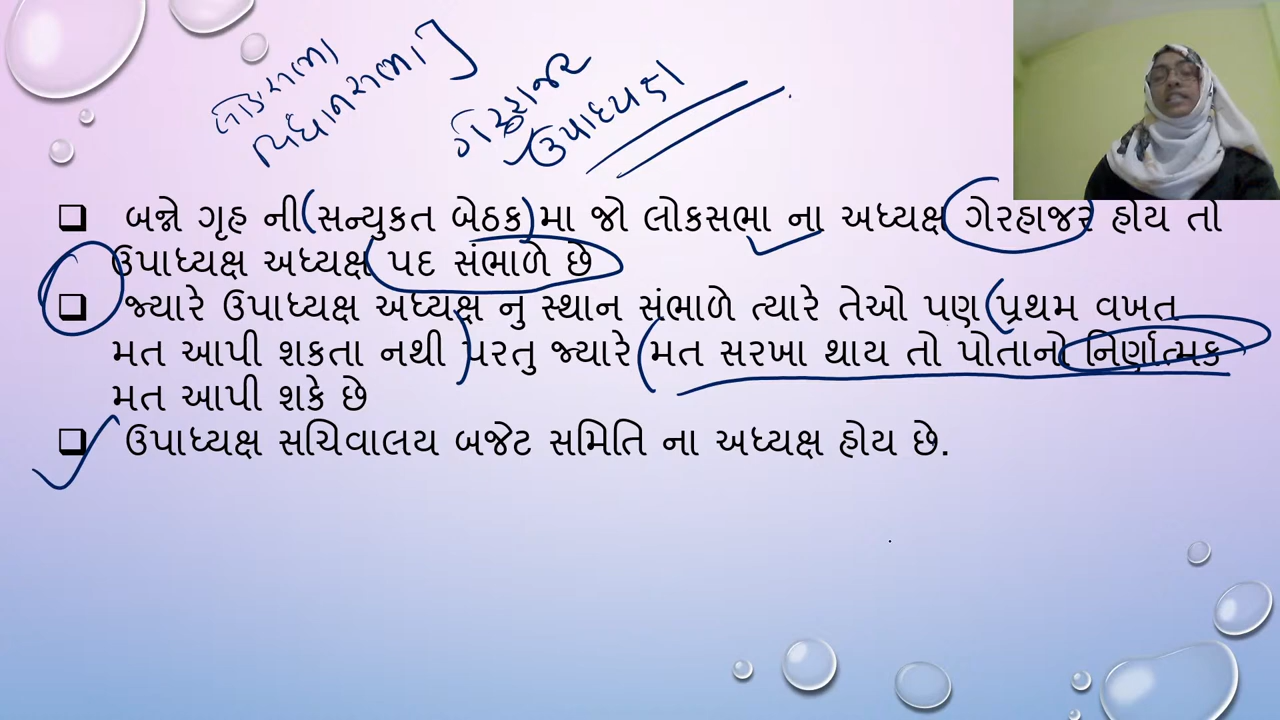 લોકસભા
વિધાનસભા
ગેરહાજર
ઉપાધ્યક્ષ
બન્ને ગૃહ ની સન્યુકત બેઠક મા જો લોકસભા ના અધ્યક્ષ ગેરહાજર હોય તો
ઉપાધ્યક્ષ અધ્યક્ષ પદ સંભાળે છે
જ્યારે ઉપાધ્યક્ષ અધ્યક્ષ નુ સ્થાન સંભાળે ત્યારે તેઓ પણ પ્રથમ વખત
મત આપી શકતા નથી પરતુ જ્યારે મત સરખા થાય તો પોતાનો નિર્ણાત્મક
મત આપી શકે છે
ઉપાધ્યક્ષ સચિવાલય બજેટ સમિતિ ના અધ્યક્ષ હોય છે.